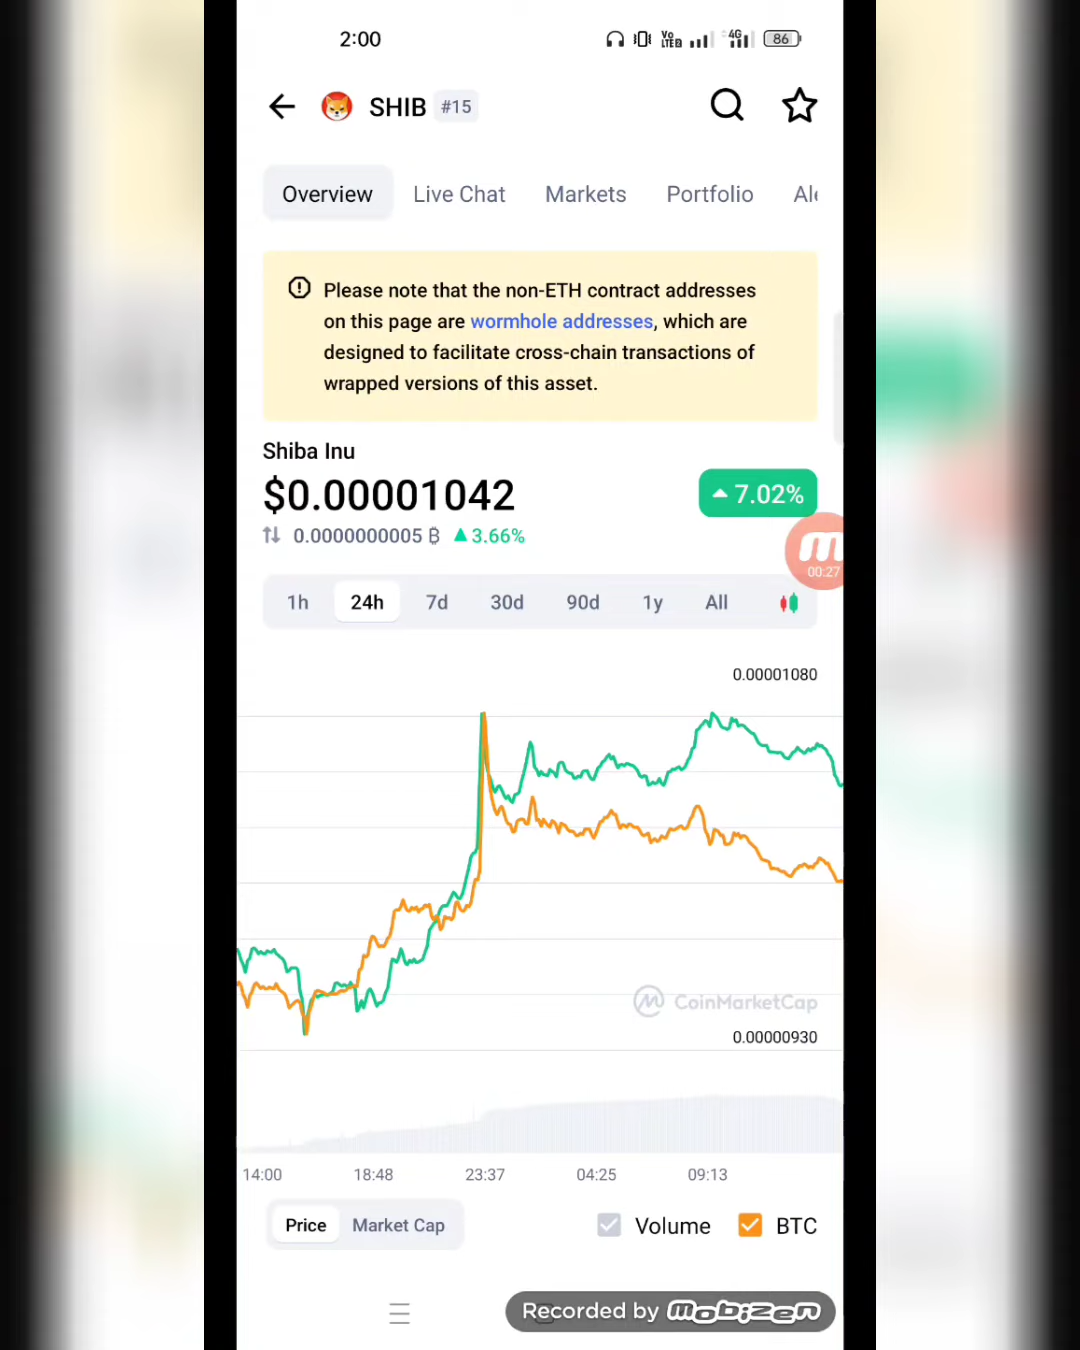 2:00
Vo LTE2 4G 86
SHIB #15
Overview Live Chat Markets Portfolio Ale
Please note that the non-ETH contract addresses
on this page are wormhole addresses, which are
designed to facilitate cross-chain transactions of
wrapped versions of this asset.
Shiba Inu
$0.00001042 7.02%
0.0000000005 ₿ 3.66%
00:27
1h 24h 7d 30d 90d 1y All
0.00001080
CoinMarketCap
0.00000930
14:00 18:48 23:37 04:25 09:13
Price Market Cap Volume BTC
Recorded by mobizen